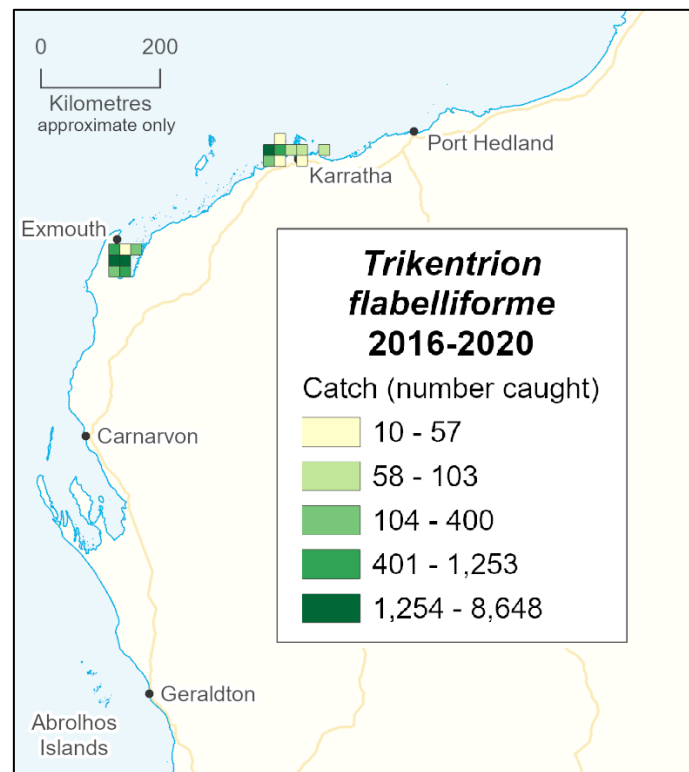 0 200
Kilometres
approximate only
Port Hedland
Karratha
Exmouth
Trikentrion
flabelliforme
2016-2020
Catch (number caught)
10 - 57
58 - 103
104 - 400
401 - 1,253
1,254 - 8,648
Carnarvon
Geraldton
Abrolhos
Islands